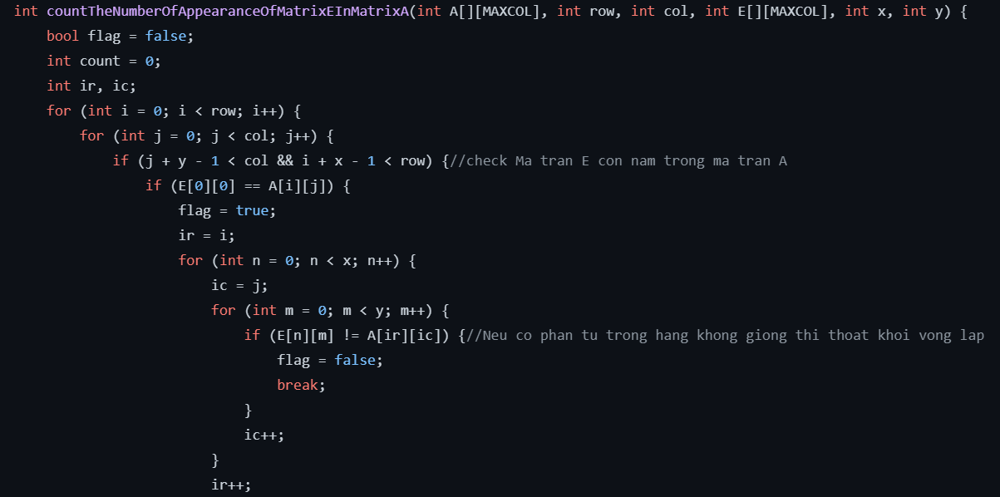 int countTheNumberOfAppearanceOfMatrixEInMatrixA(int A[][MAXCOL], int row, int col, int E[][MAXCOL], int x, int y) {
    bool flag = false;
    int count = 0;
    int ir, ic;
    for (int i = 0; i < row; i++) {
        for (int j = 0; j < col; j++) {
            if (j + y - 1 < col && i + x - 1 < row) {//check Ma tran E con nam trong ma tran A
                if (E[0][0] == A[i][j]) {
                    flag = true;
                    ir = i;
                    for (int n = 0; n < x; n++) {
                        ic = j;
                        for (int m = 0; m < y; m++) {
                            if (E[n][m] != A[ir][ic]) {//Neu co phan tu trong hang khong giong thi thoat khoi vong lap
                                flag = false;
                                break;
                            }
                            ic++;
                        }
                        ir++;